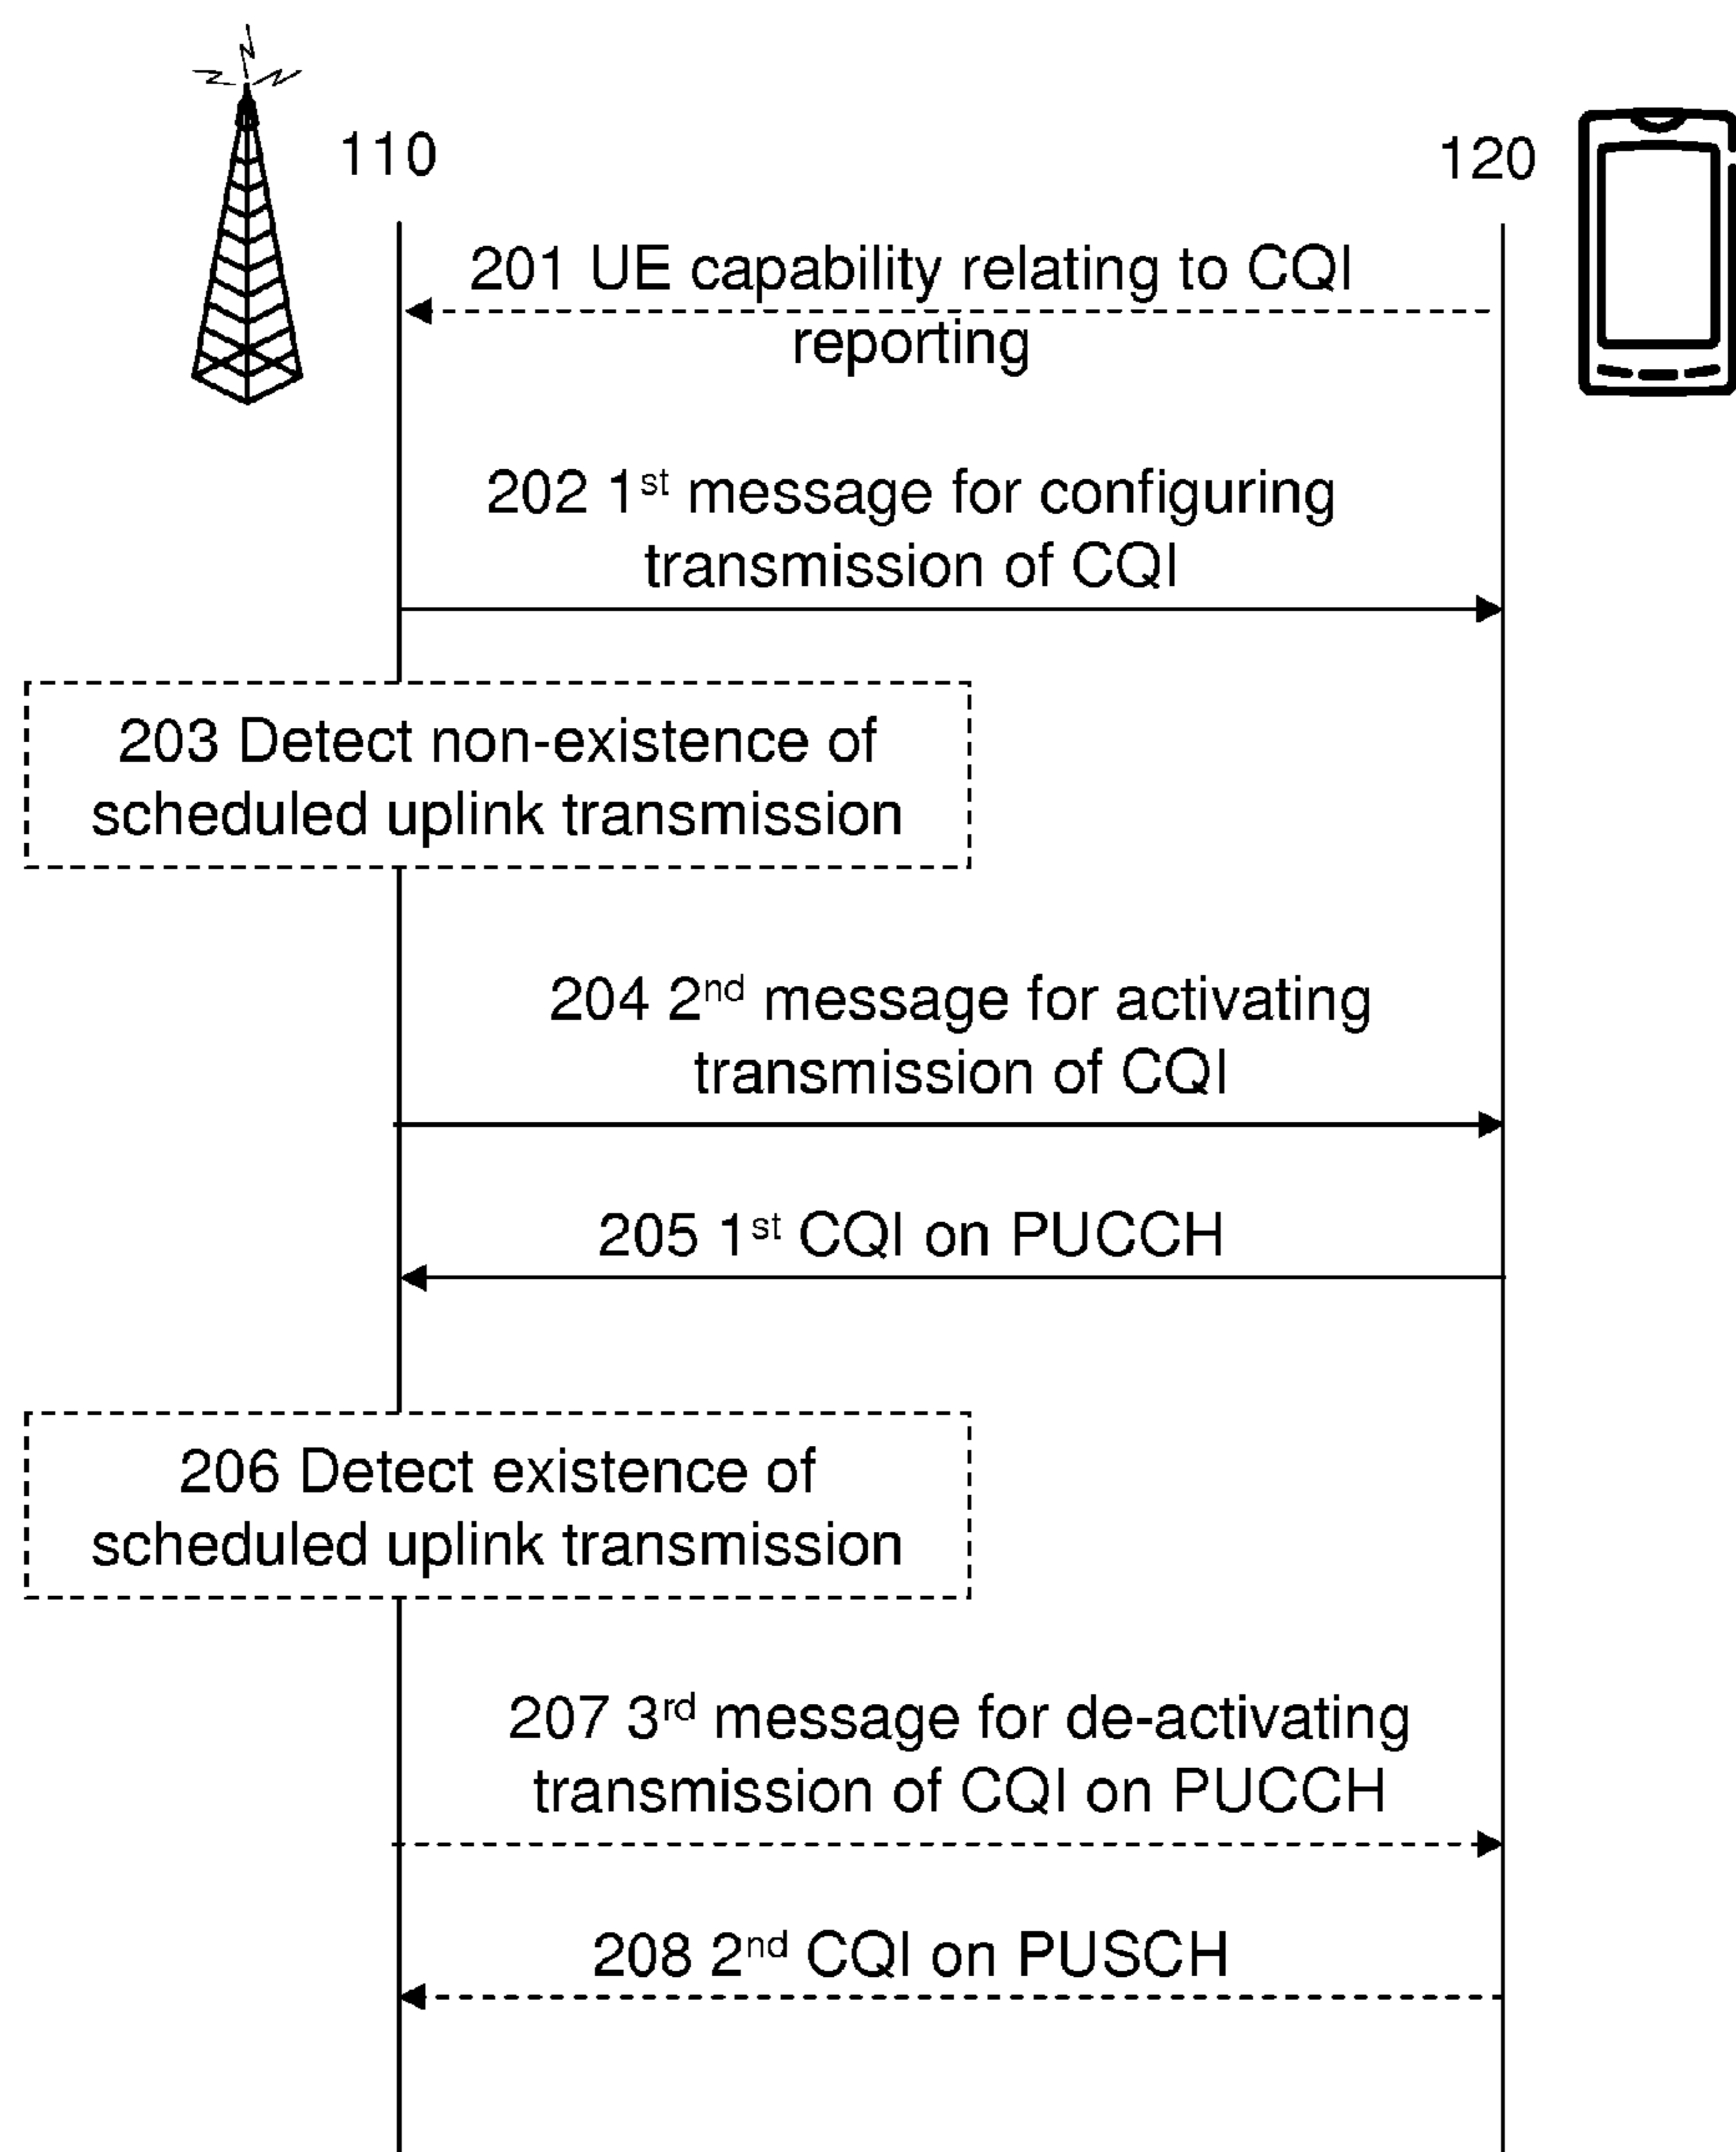 110
120
201 UE capability relating to CQI
reporting
202 1st message for configuring
transmission of CQI
203 Detect non-existence of
scheduled uplink transmission
204 2nd message for activating
transmission of CQI
205 1st CQI on PUCCH
206 Detect existence of
scheduled uplink transmission
207 3rd message for de-activating
transmission of CQI on PUCCH
208 2nd CQI on PUSCH